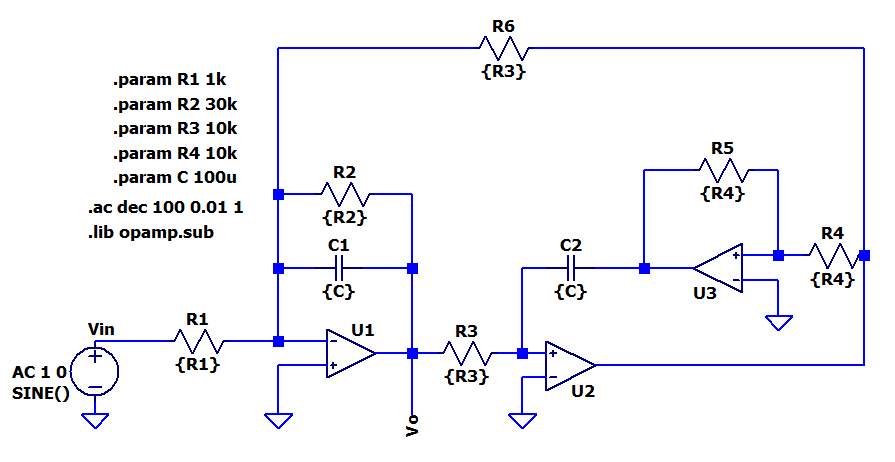 R6
{R3}
.param R1 1k
.param R2 30k
.param R3 10k
.param R4 10k
.param C 100u
.ac dec 100 0.01 1
.lib opamp.sub
R2
{R2}
C1
{C}
R5
{R4}
R4
{R4}
C2
{C}
U3
Vin
R1
{R1}
U1
R3
{R3}
U2
AC 1 0
SINE()
Vo